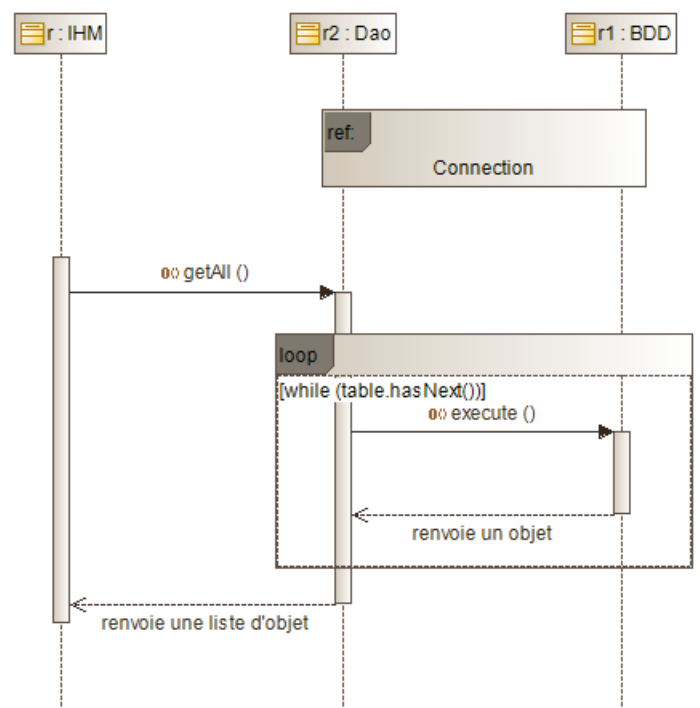 r : IHM
r2 : Dao
r1 : BDD
ref:
Connection
getAll ()
loop
[while (table.hasNext())]
execute ()
renvoie un objet
renvoie une liste d'objet